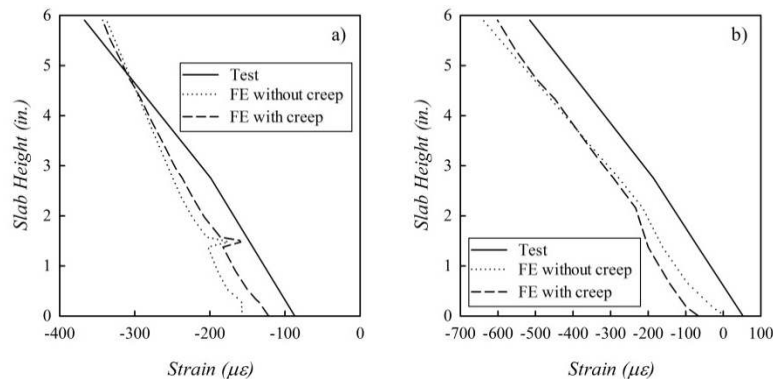 a)
Slab Height (in.)
6
5
4
3
2
1
0
Test
FE without creep
FE with creep
-400 -300 -200 -100 0
Strain (µε)
b)
Slab Height (in.)
6
5
4
3
2
1
0
Test
FE without creep
FE with creep
-700 -600 -500 -400 -300 -200 -100 0 100
Strain (µε)